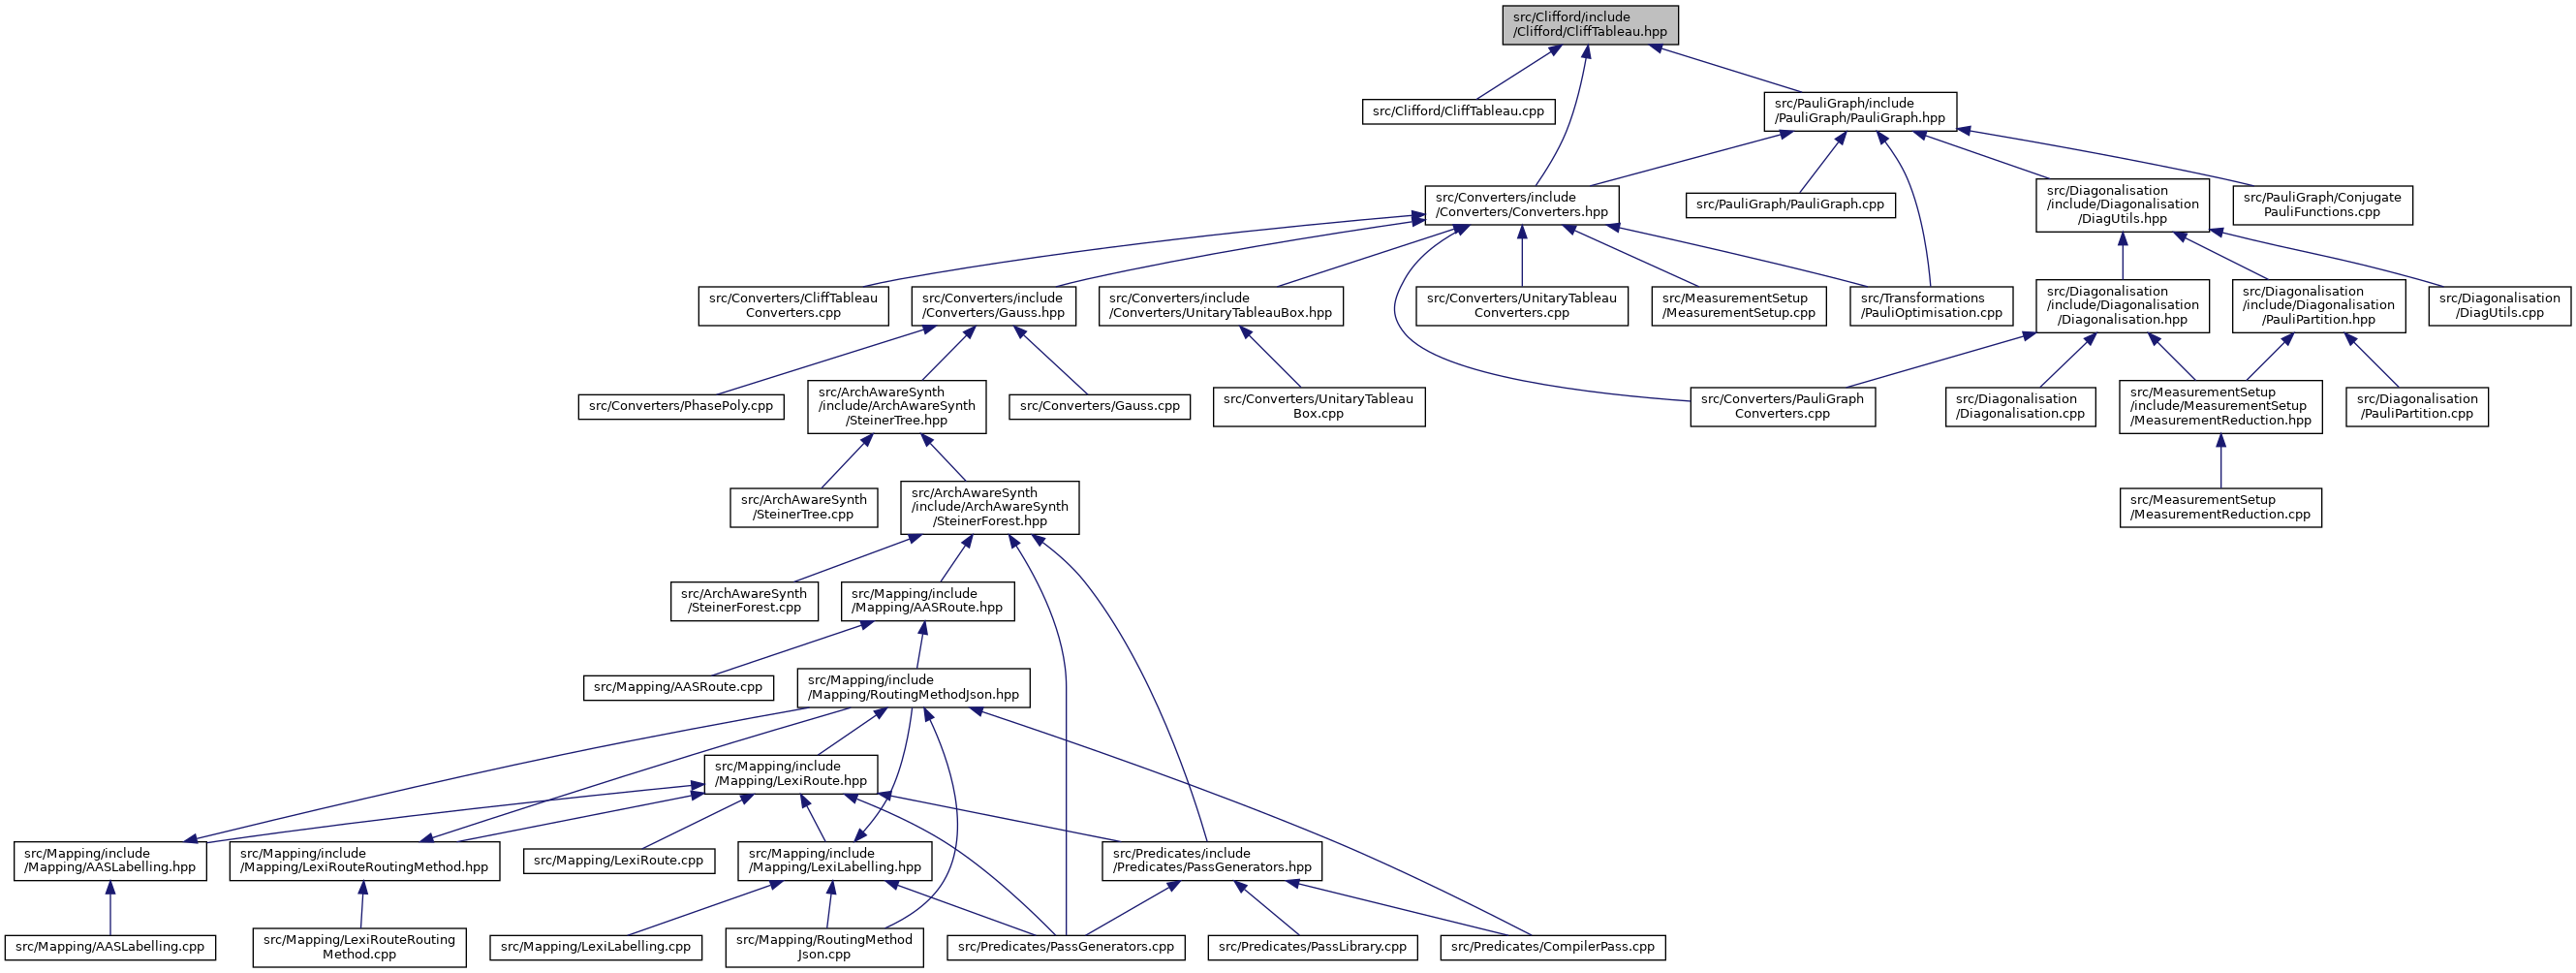 src/Clifford/include
/Clifford/CliffTableau.hpp
src/Clifford/CliffTableau.cpp
src/PauliGraph/include
/PauliGraph/PauliGraph.hpp
src/Converters/include
/Converters/Converters.hpp
src/PauliGraph/PauliGraph.cpp
src/Diagonalisation
/include/Diagonalisation
/DiagUtils.hpp
src/PauliGraph/Conjugate
PauliFunctions.cpp
src/Converters/CliffTableau
Converters.cpp
src/Converters/include
/Converters/Gauss.hpp
src/Converters/include
/Converters/UnitaryTableauBox.hpp
src/Converters/UnitaryTableau
Converters.cpp
src/MeasurementSetup
/MeasurementSetup.cpp
src/Transformations
/PauliOptimisation.cpp
src/Diagonalisation
/include/Diagonalisation
/Diagonalisation.hpp
src/Diagonalisation
/include/Diagonalisation
/PauliPartition.hpp
src/Diagonalisation
/DiagUtils.cpp
src/Converters/PhasePoly.cpp
src/ArchAwareSynth
/include/ArchAwareSynth
/SteinerTree.hpp
src/Converters/Gauss.cpp
src/Converters/UnitaryTableau
Box.cpp
src/Converters/PauliGraph
Converters.cpp
src/Diagonalisation
/Diagonalisation.cpp
src/MeasurementSetup
/include/MeasurementSetup
/MeasurementReduction.hpp
src/Diagonalisation
/PauliPartition.cpp
src/ArchAwareSynth
/SteinerTree.cpp
src/ArchAwareSynth
/include/ArchAwareSynth
/SteinerForest.hpp
src/MeasurementSetup
/MeasurementReduction.cpp
src/ArchAwareSynth
/SteinerForest.cpp
src/Mapping/include
/Mapping/AASRoute.hpp
src/Mapping/AASRoute.cpp
src/Mapping/include
/Mapping/RoutingMethodJson.hpp
src/Mapping/include
/Mapping/LexiRoute.hpp
src/Mapping/include
/Mapping/AASLabelling.hpp
src/Mapping/include
/Mapping/LexiRouteRoutingMethod.hpp
src/Mapping/LexiRoute.cpp
src/Mapping/include
/Mapping/LexiLabelling.hpp
src/Predicates/include
/Predicates/PassGenerators.hpp
src/Mapping/AASLabelling.cpp
src/Mapping/LexiRouteRouting
Method.cpp
src/Mapping/LexiLabelling.cpp
src/Mapping/RoutingMethod
Json.cpp
src/Predicates/PassGenerators.cpp
src/Predicates/PassLibrary.cpp
src/Predicates/CompilerPass.cpp